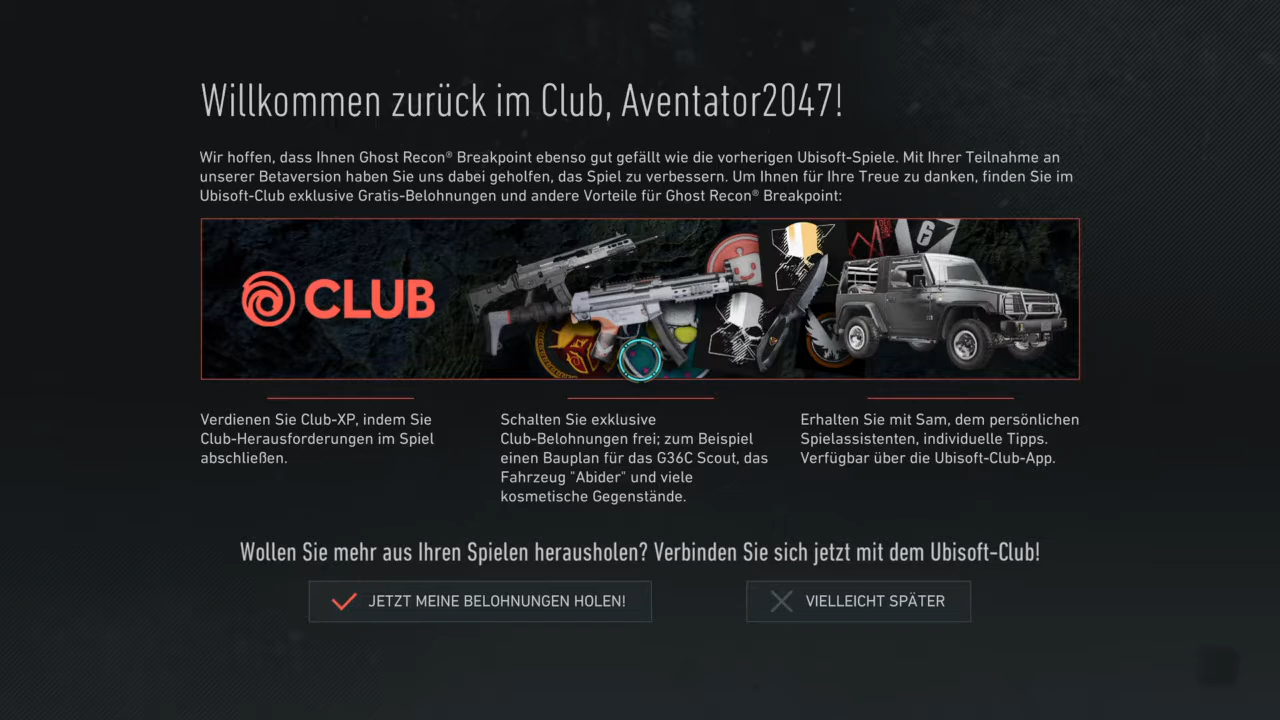 Willkommen zurück im Club, Aventator2047!
Wir hoffen, dass Ihnen Ghost Recon® Breakpoint ebenso gut gefällt wie die vorherigen Ubisoft-Spiele. Mit Ihrer Teilnahme an
unserer Betaversion haben Sie uns dabei geholfen, das Spiel zu verbessern. Um Ihnen für Ihre Treue zu danken, finden Sie im
Ubisoft-Club exklusive Gratis-Belohnungen und andere Vorteile für Ghost Recon® Breakpoint:
CLUB
6
Verdienen Sie Club-XP, indem Sie
Club-Herausforderungen im Spiel
abschließen.
Schalten Sie exklusive
Club-Belohnungen frei; zum Beispiel
einen Bauplan für das G36C Scout, das
Fahrzeug "Abider" und viele
kosmetische Gegenstände.
Erhalten Sie mit Sam, dem persönlichen
Spielassistenten, individuelle Tipps.
Verfügbar über die Ubisoft-Club-App.
Wollen Sie mehr aus Ihren Spielen herausholen? Verbinden Sie sich jetzt mit dem Ubisoft-Club!
JETZT MEINE BELOHNUNGEN HOLEN!
VIELLEICHT SPÄTER